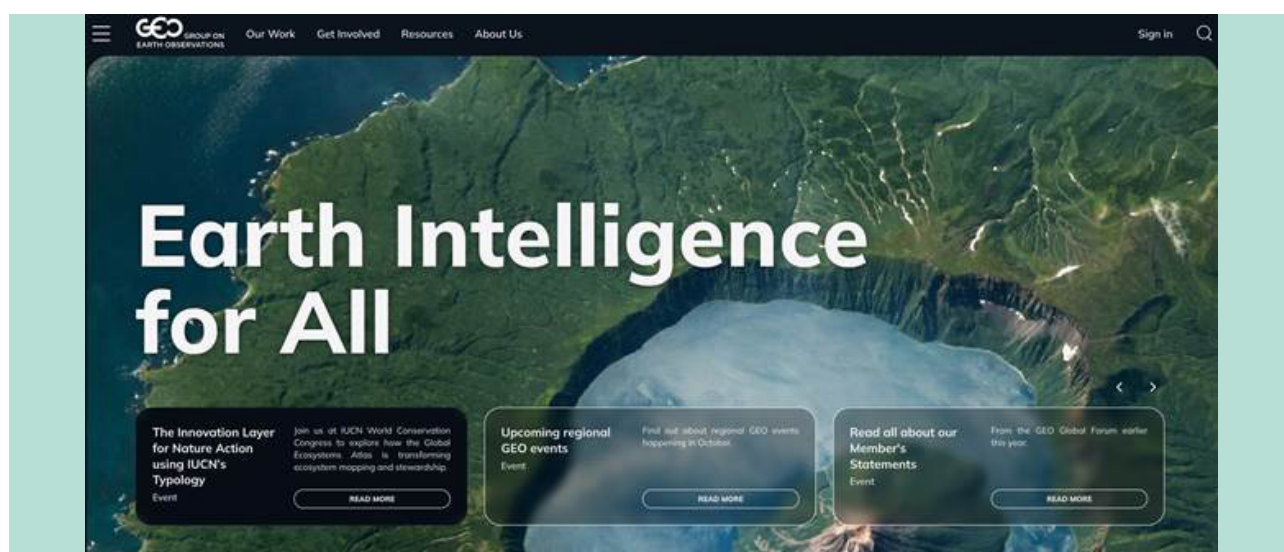 GEO GROUP ON
EARTH OBSERVATIONS
Our Work
Get Involved
Resources
About Us
Sign in
Earth Intelligence
for All
The Innovation Layer
for Nature Action
using IUCN's
Typology
Event
Join us at IUCN World Conservation
Congress to explore how the Global
Ecosystems Atlas is transforming
ecosystem mapping and stewardship.
READ MORE
Upcoming regional
GEO events
Event
Find out about regional GEO events
happening in October.
READ MORE
Read all about our
Member's
Statements
Event
From the GEO Global Forum earlier
this year.
READ MORE